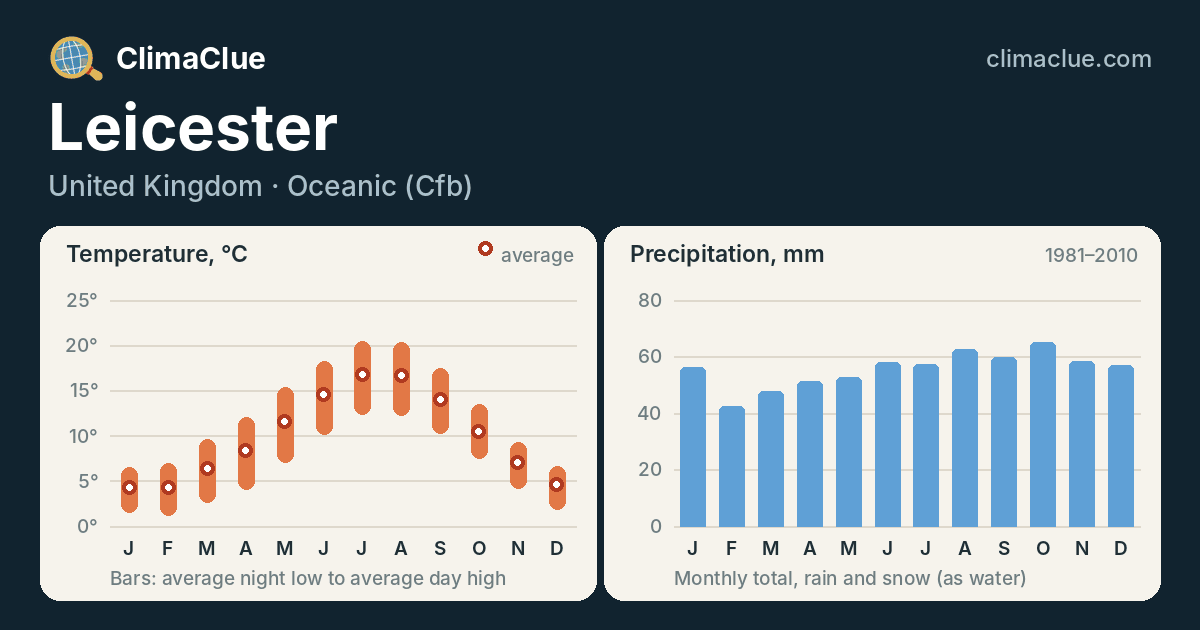 ClimaClue
climaclue.com
Leicester
United Kingdom · Oceanic (Cfb)
Temperature, °C
average
25°
20°
15°
10°
5°
0°
J F M A M J J A S O N D
Bars: average night low to average day high
Precipitation, mm
1981–2010
80
60
40
20
0
J F M A M J J A S O N D
Monthly total, rain and snow (as water)